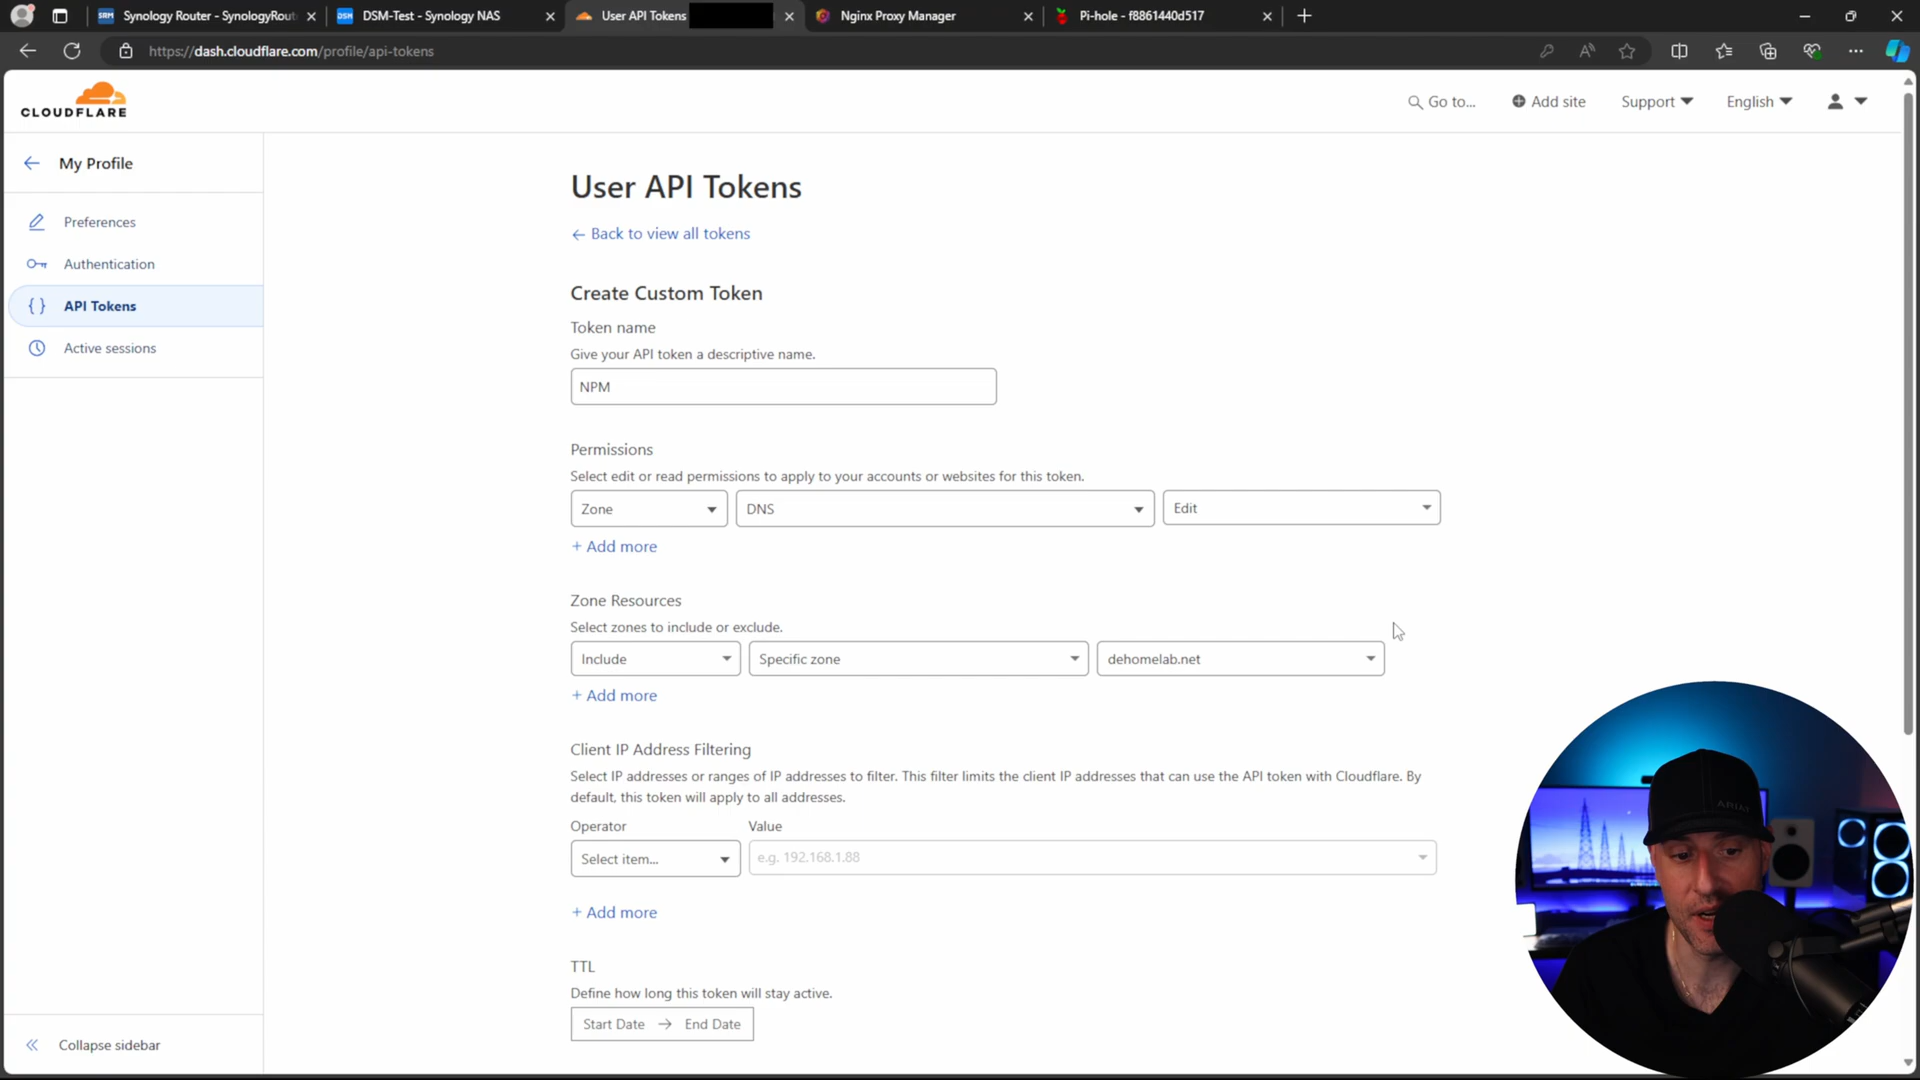 Synology Router - SynologyRout
DSM-Test - Synology NAS
User API Tokens
Nginx Proxy Manager
Pi-hole - f8861440d517
https://dash.cloudflare.com/profile/api-tokens
CLOUDFLARE
Go to...
Add site
Support
English
My Profile
Preferences
Authentication
API Tokens
Active sessions
Collapse sidebar
User API Tokens
Back to view all tokens
Create Custom Token
Token name
Give your API token a descriptive name.
NPM
Permissions
Select edit or read permissions to apply to your accounts or websites for this token.
Zone DNS Edit
+ Add more
Zone Resources
Select zones to include or exclude.
Include Specific zone dehomelab.net
+ Add more
Client IP Address Filtering
Select IP addresses or ranges of IP addresses to filter. This filter limits the client IP addresses that can use the API token with Cloudflare. By
default, this token will apply to all addresses.
Operator Value
Select item... e.g. 192.168.1.88
+ Add more
TTL
Define how long this token will stay active.
Start Date → End Date